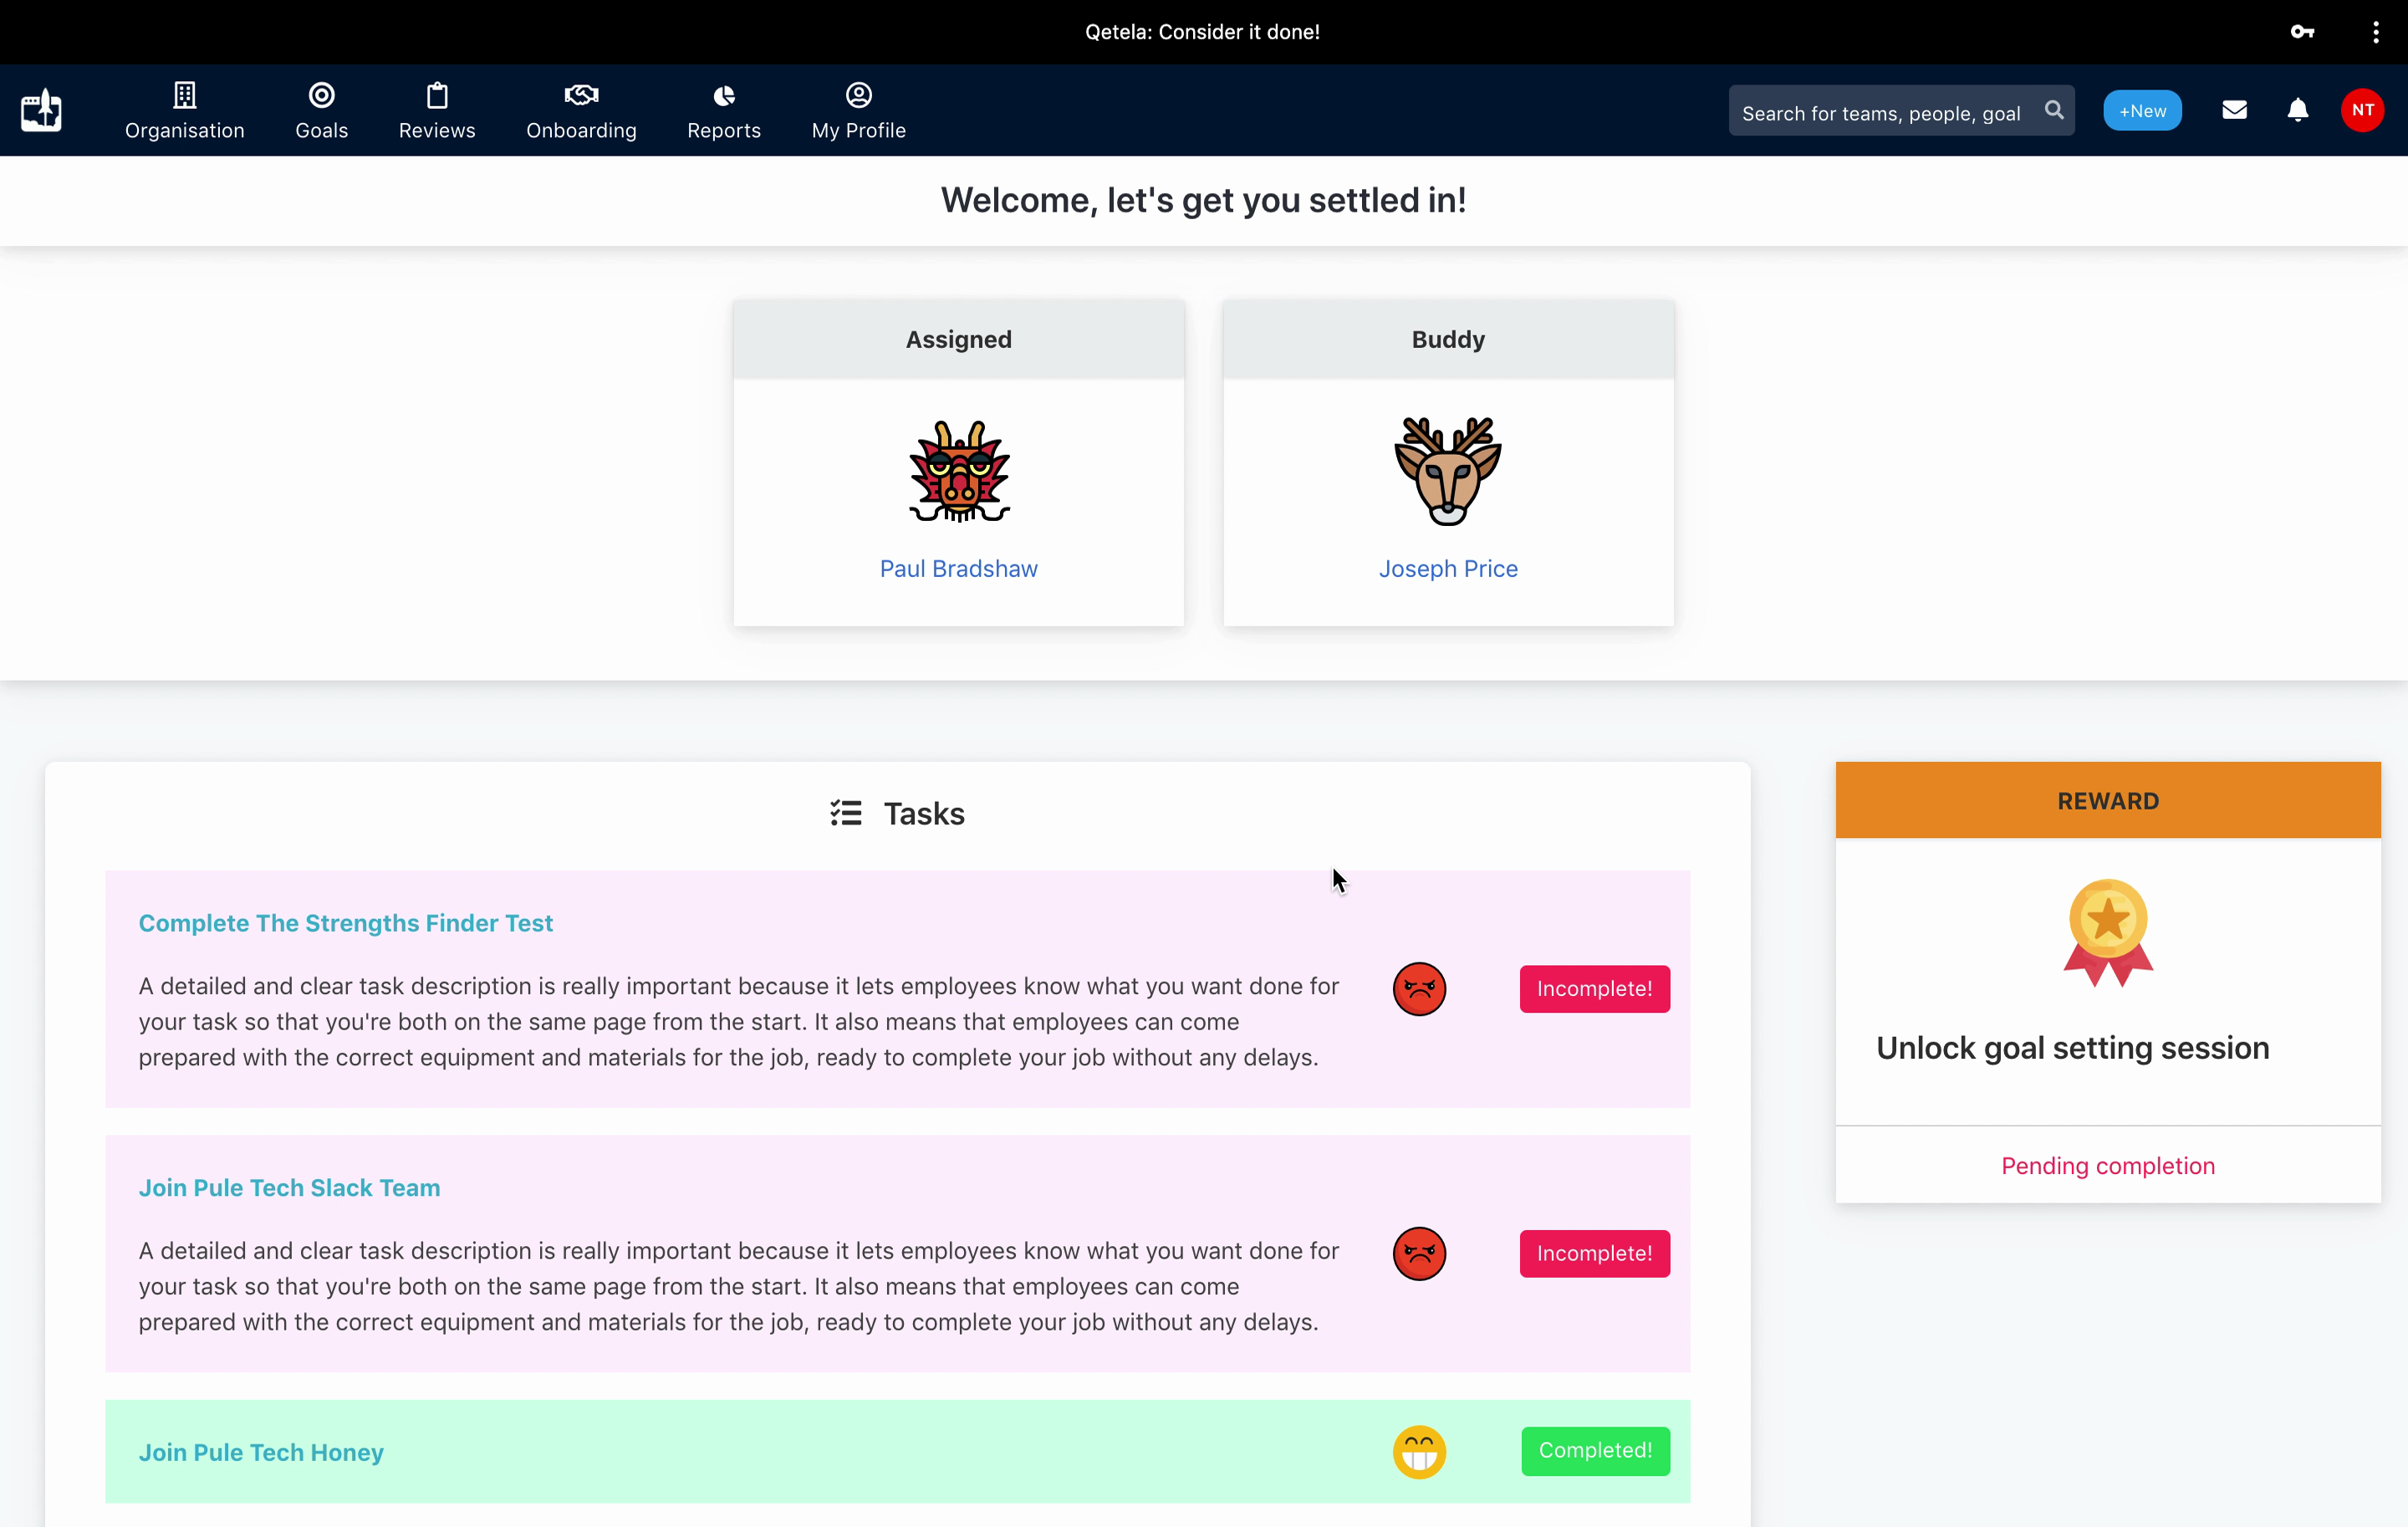 Qetela: Consider it done!
Organisation
Goals
Reviews
Onboarding
Reports
My Profile
Search for teams, people, goal
+New
NT
Welcome, let's get you settled in!
Assigned
Paul Bradshaw
Buddy
Joseph Price
Tasks
Complete The Strengths Finder Test
A detailed and clear task description is really important because it lets employees know what you want done for
your task so that you're both on the same page from the start. It also means that employees can come
prepared with the correct equipment and materials for the job, ready to complete your job without any delays.
Incomplete!
Join Pule Tech Slack Team
A detailed and clear task description is really important because it lets employees know what you want done for
your task so that you're both on the same page from the start. It also means that employees can come
prepared with the correct equipment and materials for the job, ready to complete your job without any delays.
Incomplete!
Join Pule Tech Honey
Completed!
REWARD
Unlock goal setting session
Pending completion